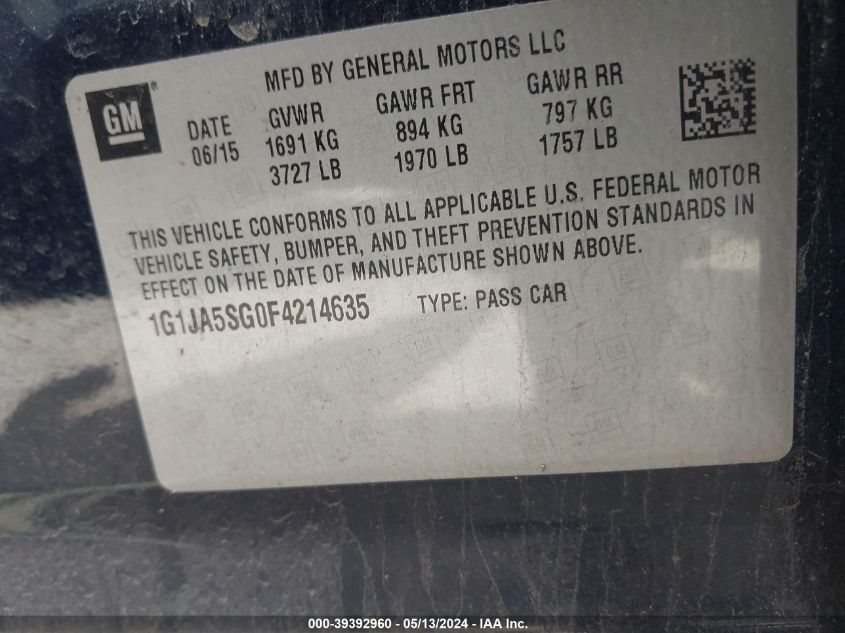 MFD BY GENERAL MOTORS LLC
GM ®
DATE GVWR GAWR FRT GAWR RR
06/15 1691 KG 894 KG 797 KG
3727 LB 1970 LB 1757 LB
THIS VEHICLE CONFORMS TO ALL APPLICABLE U.S. FEDERAL MOTOR
VEHICLE SAFETY, BUMPER, AND THEFT PREVENTION STANDARDS IN
EFFECT ON THE DATE OF MANUFACTURE SHOWN ABOVE.
1G1JA5SG0F4214635 TYPE: PASS CAR
000-39392960 - 05/13/2024 - IAA Inc.